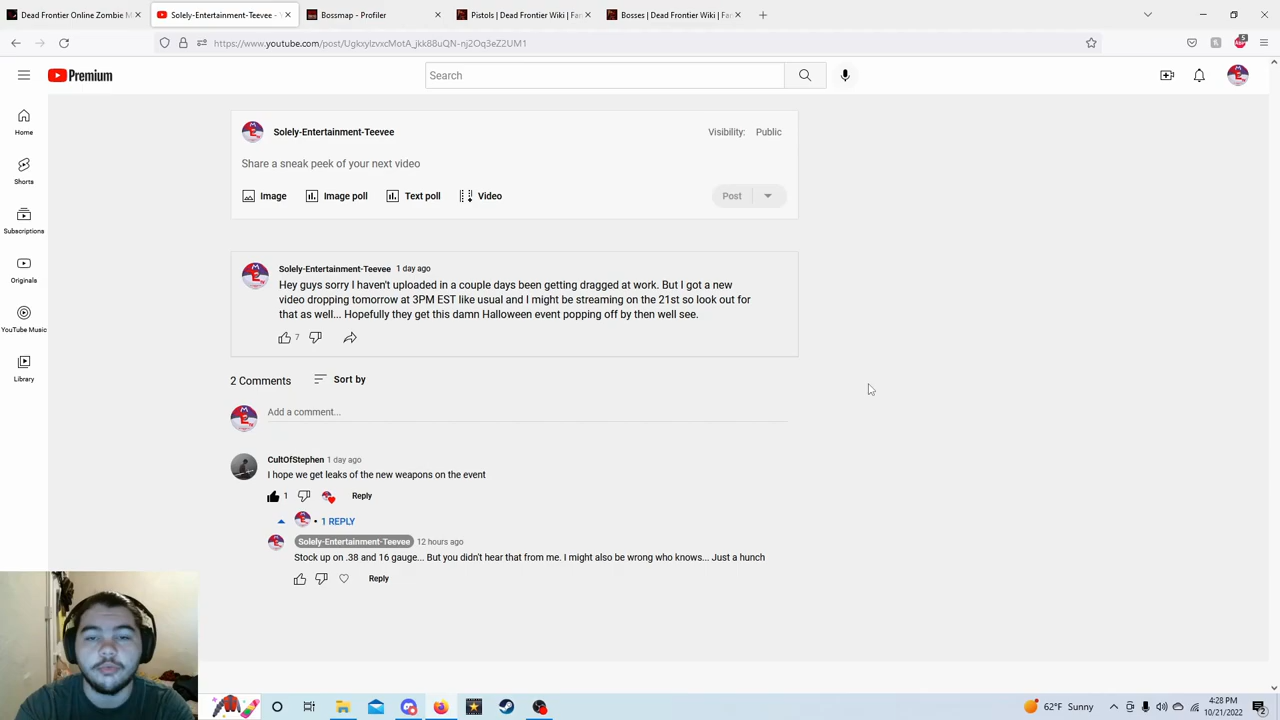 Dead Frontier Online Zombie M
Solely-Entertainment-Teevee - Y
Bossmap - Profiler
Pistols | Dead Frontier Wiki | Fan
Bosses | Dead Frontier Wiki | Fan
https://www.youtube.com/post/UgkxyIzvxcMotA_jkk88uQN-nj2Oq3eZ2UM1
Premium
Search
Home
Shorts
Subscriptions
Originals
YouTube Music
Library
Solely-Entertainment-Teevee
Visibility: Public
Share a sneak peek of your next video
Image
Image poll
Text poll
Video
Post
Solely-Entertainment-Teevee 1 day ago
Hey guys sorry I haven't uploaded in a couple days been getting dragged at work. But I got a new
video dropping tomorrow at 3PM EST like usual and I might be streaming on the 21st so look out for
that as well... Hopefully they get this damn Halloween event popping off by then well see.
7
2 Comments
Sort by
Add a comment...
CultOfStephen 1 day ago
I hope we get leaks of the new weapons on the event
1
Reply
• 1 REPLY
Solely-Entertainment-Teevee 12 hours ago
Stock up on .38 and 16 gauge... But you didn't hear that from me. I might also be wrong who knows... Just a hunch
Reply
62°F Sunny
4:28 PM
10/21/2022
2